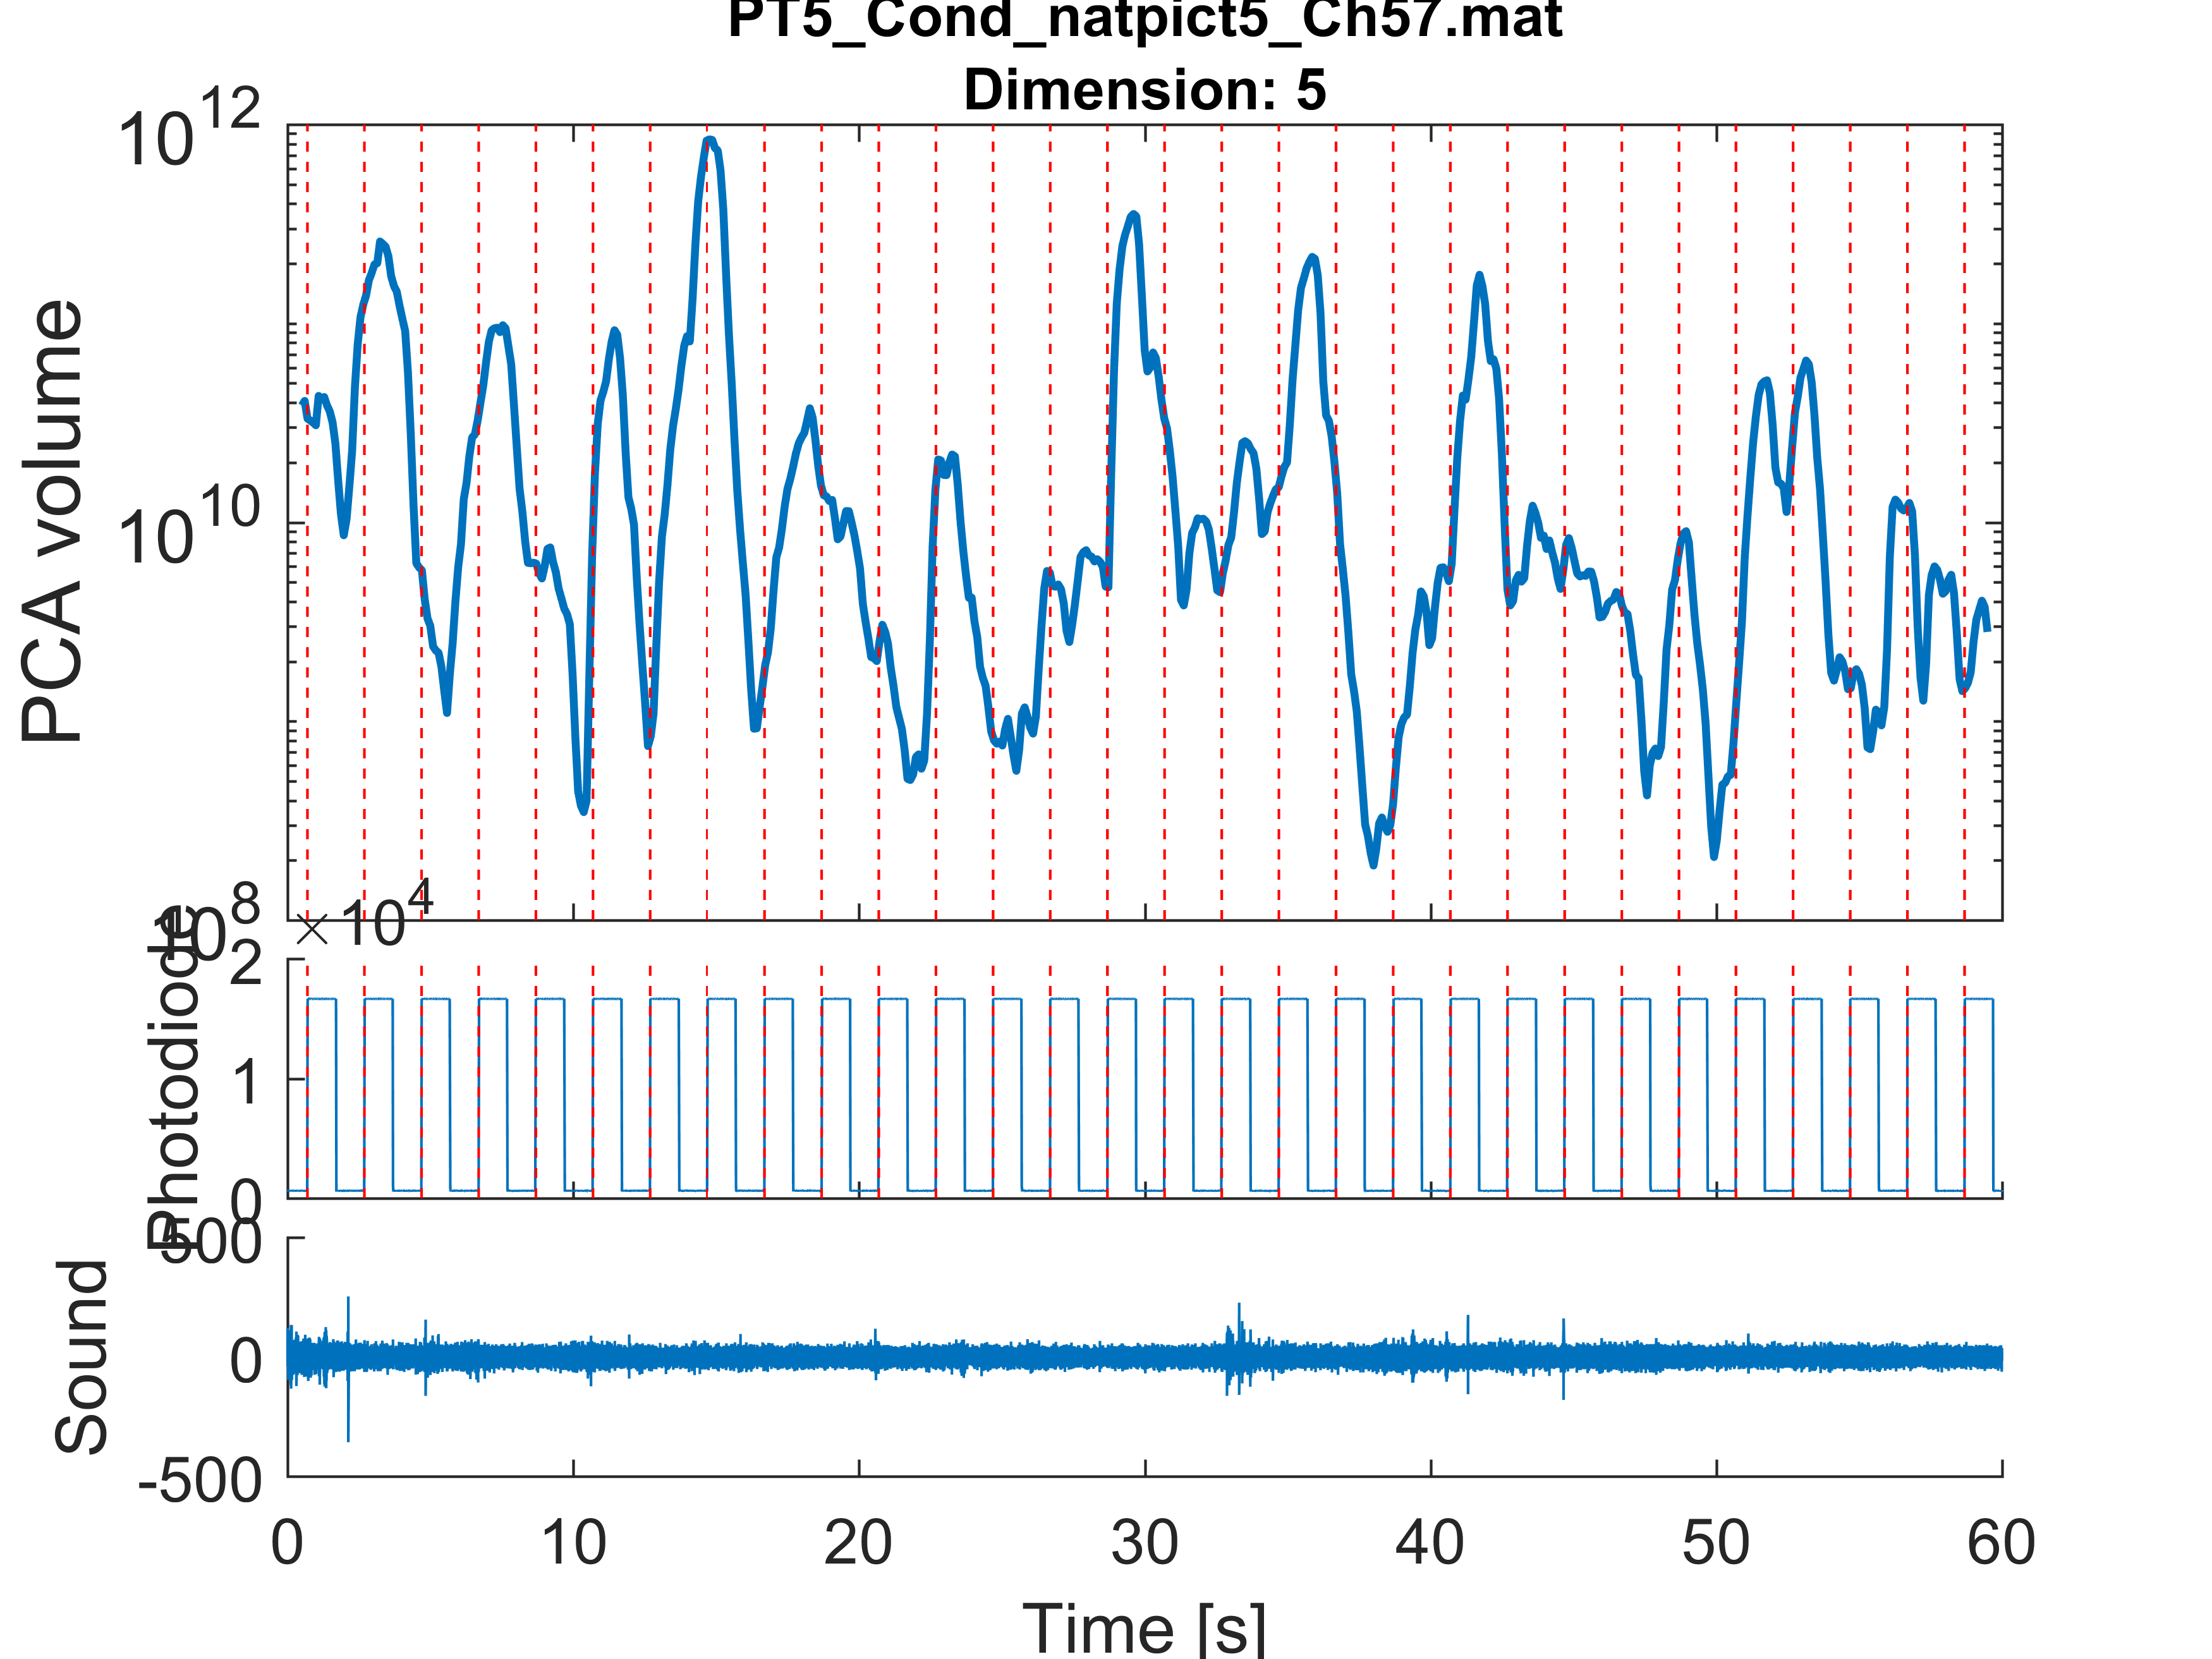 PT5_Cond_natpict5_Ch57.mat
Dimension: 5
10^12
10^10
10^8
PCA volume
×10^4
2
1
0
Photodiode
500
0
-500
Sound
0 10 20 30 40 50 60
Time [s]